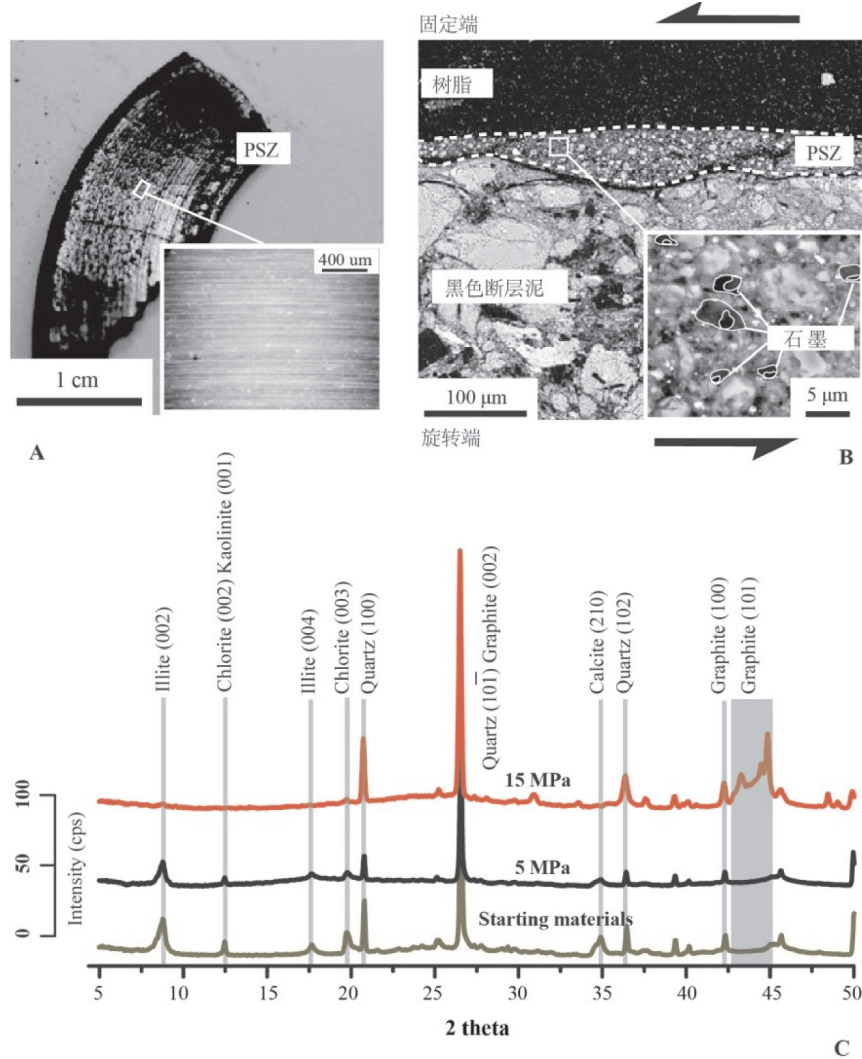 固定端
树脂
PSZ
PSZ
400 um
黑色断层泥
石墨
1 cm
100 μm
5 μm
旋转端
A
B
Illite (002)
Chlorite (002) Kaolinite (001)
Illite (004)
Chlorite (003)
Quartz (100)
Quartz (101̅) Graphite (002)
Calcite (210)
Quartz (102)
Graphite (100)
Graphite (101)
15 MPa
5 MPa
Starting materials
Intensity (cps)
100
50
0
5
10
15
20
25
30
35
40
45
50
2 theta
C